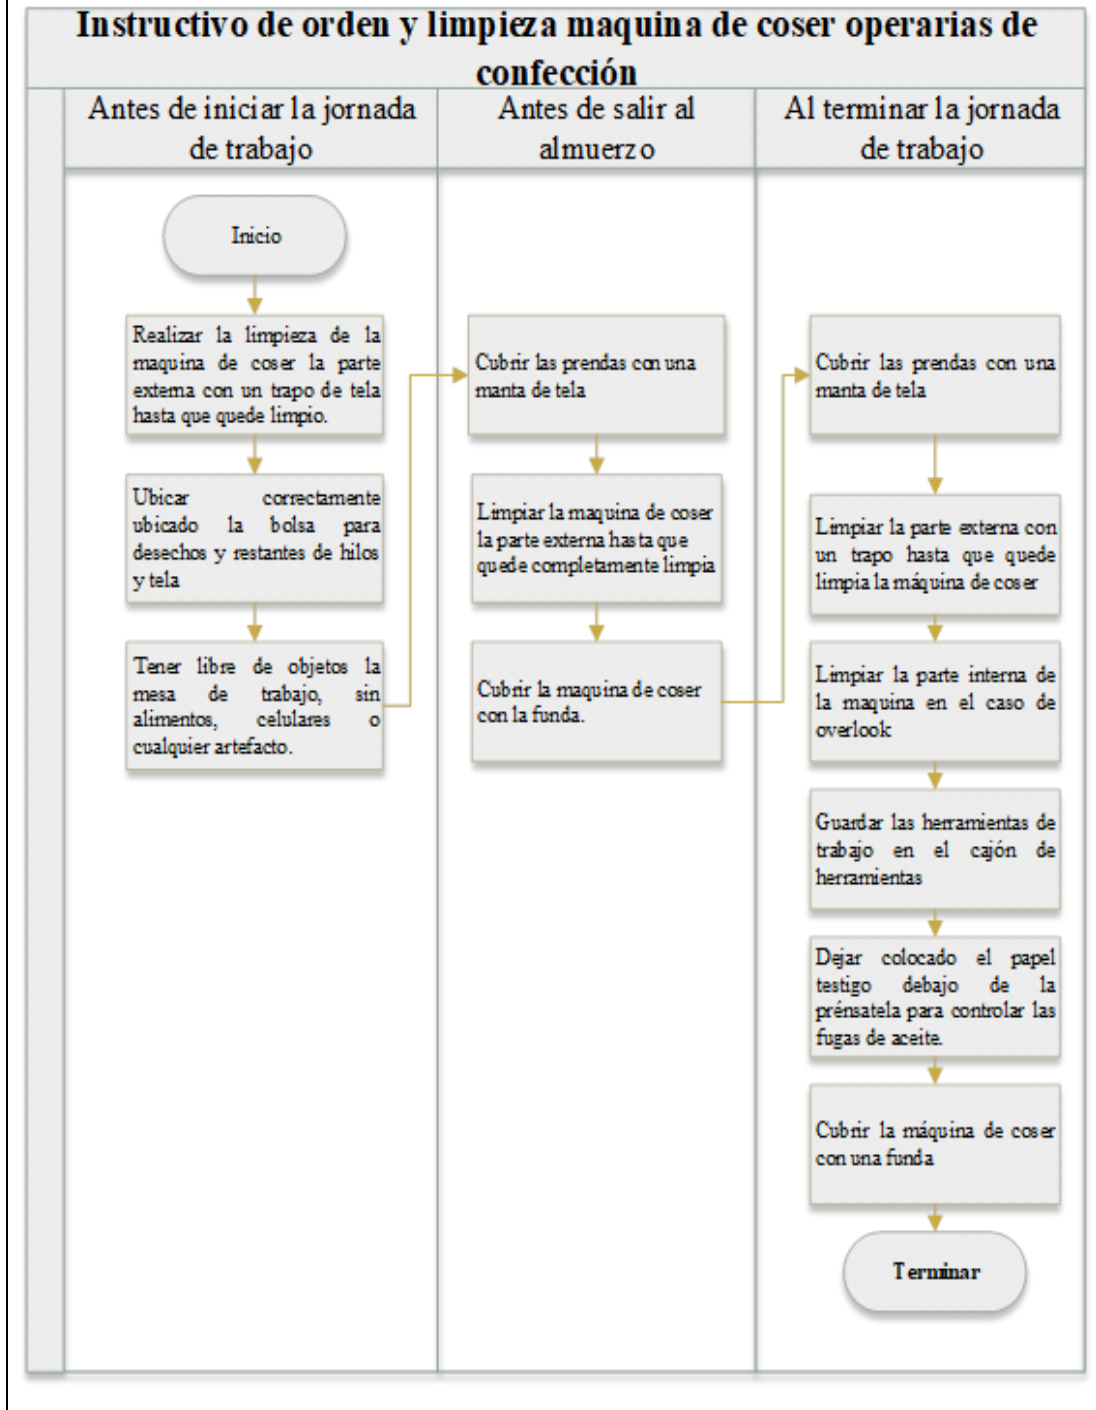 Instructivo de orden y limpieza maquina de coser operarias de
confección
Antes de iniciar la jornada
de trabajo
Antes de salir al
almuerzo
Al terminar la jornada
de trabajo
Inicio
Realizar la limpieza de la
maquina de coser la parte
externa con un trapo de tela
hasta que quede limpio.
Ubicar correctamente
ubicado la bolsa para
desechos y restantes de hilos
y tela
Tener libre de objetos la
mesa de trabajo, sin
alimentos, celulares o
cualquier artefacto.
Cubrir las prendas con una
manta de tela
Limpiar la maquina de coser
la parte externa hasta que
quede completamente limpia
Cubrir la maquina de coser
con la funda.
Cubrir las prendas con una
manta de tela
Limpiar la parte externa con
un trapo hasta que quede
limpia la máquina de coser
Limpiar la parte interna de
la maquina en el caso de
overlook
Guardar las herramientas de
trabajo en el cajón de
herramientas
Dejar colocado el papel
testigo debajo de la
prénsatela para controlar las
fugas de aceite.
Cubrir la máquina de coser
con una funda
Terminar